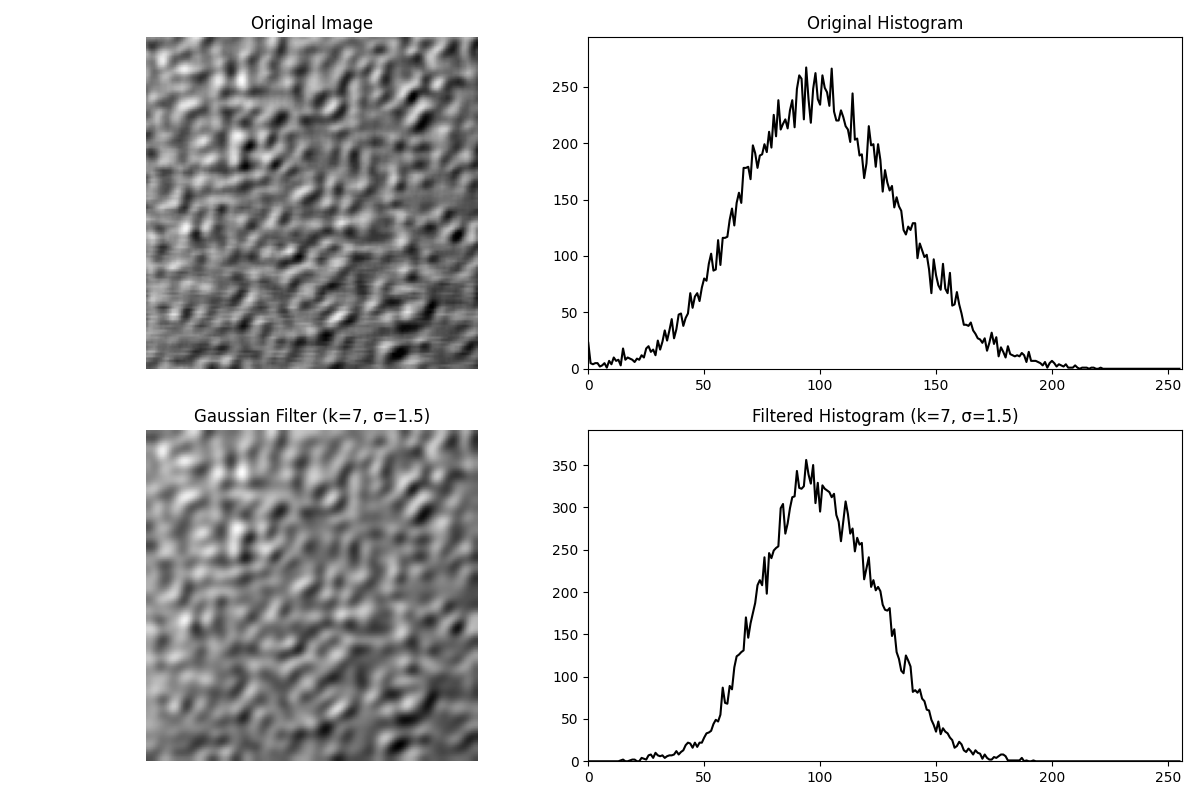 Original Image
Original Histogram
250
200
150
100
50
0
0 50 100 150 200 250
Gaussian Filter (k=7, σ=1.5)
Filtered Histogram (k=7, σ=1.5)
350
300
250
200
150
100
50
0
0 50 100 150 200 250